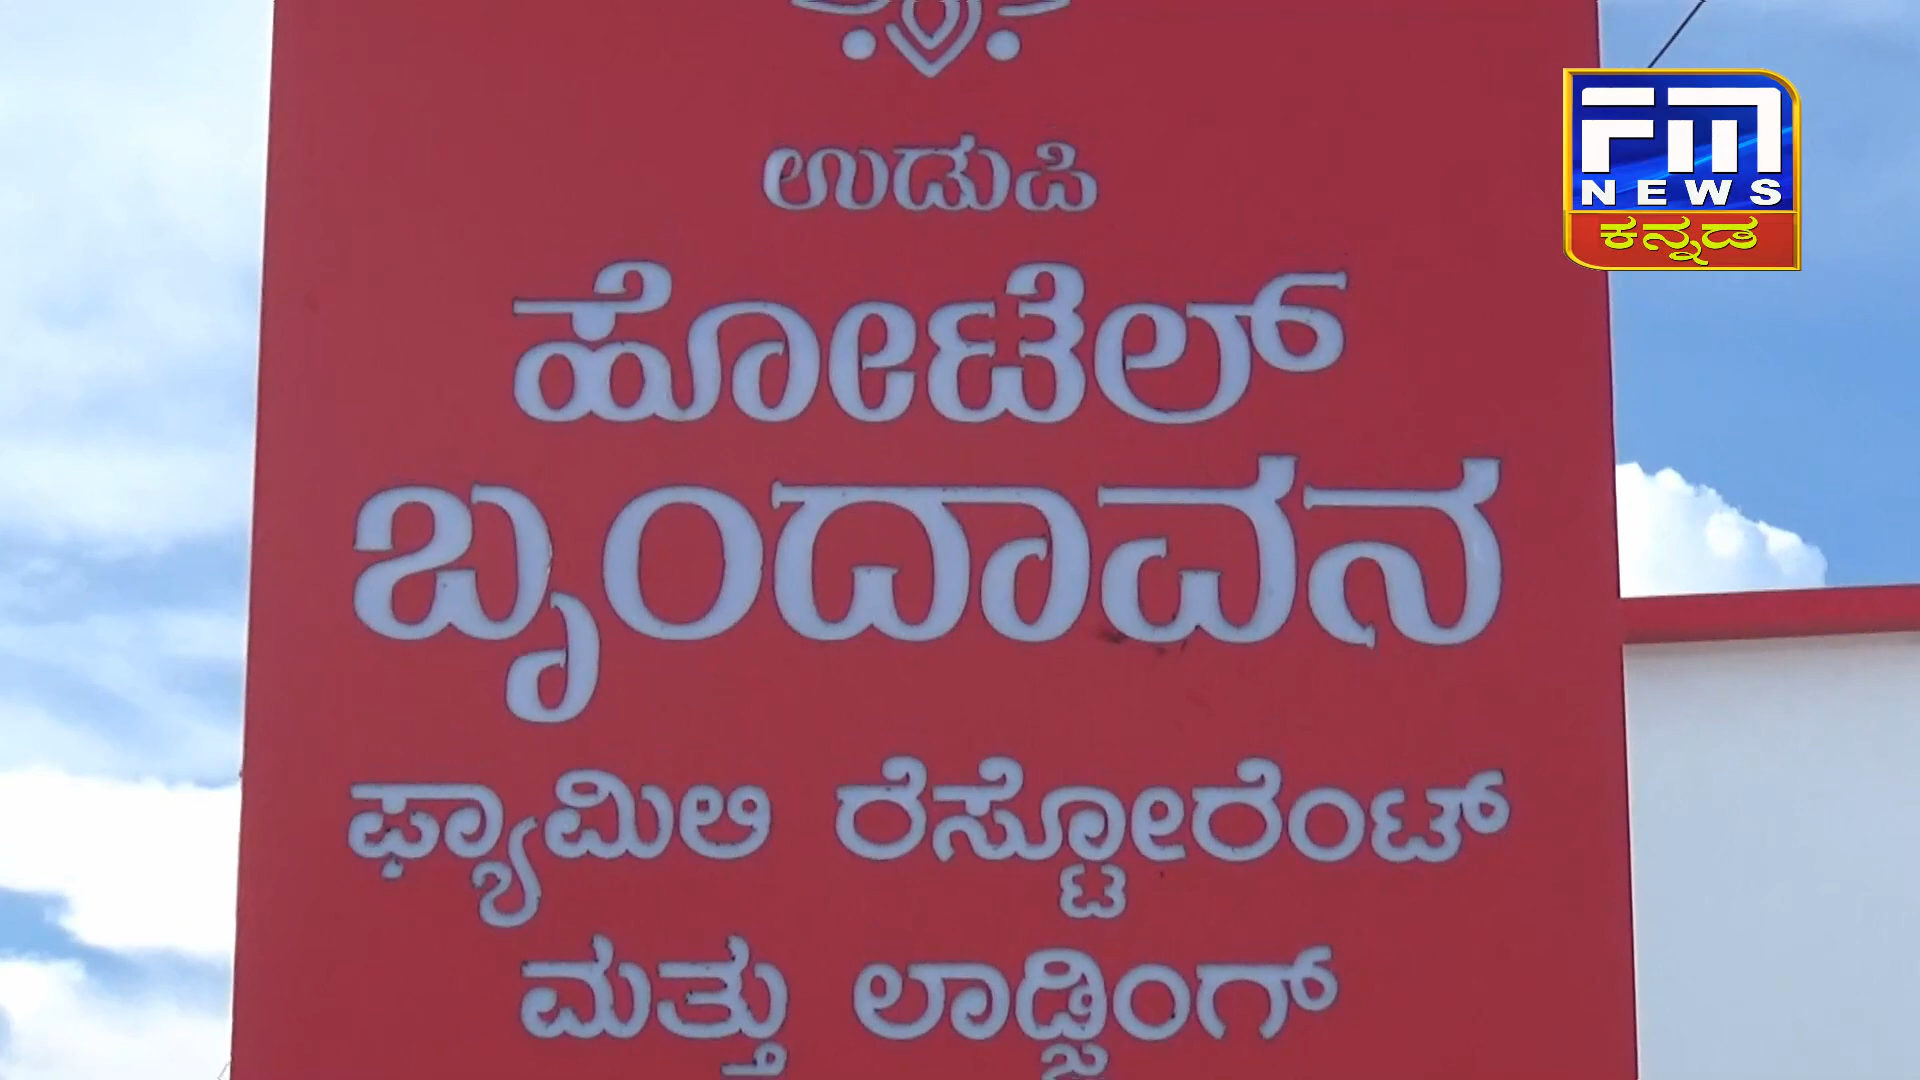 ಉಡುಪಿ
ಹೋಟೆಲ್
ಬೃಂದಾವನ
ಫ್ಯಾಮಿಲಿ ರೆಸ್ಟೋರೆಂಟ್
ಮತ್ತು ಲಾಡ್ಜಿಂಗ್
FM
NEWS
ಕನ್ನಡ